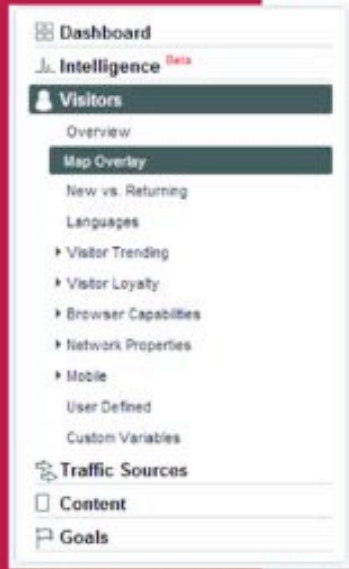 Dashboard
Intelligence Beta
Visitors
Overview
Map Overlay
New vs. Returning
Languages
Visitor Trending
Visitor Loyalty
Browser Capabilities
Network Properties
Mobile
User Defined
Custom Variables
Traffic Sources
Content
Goals